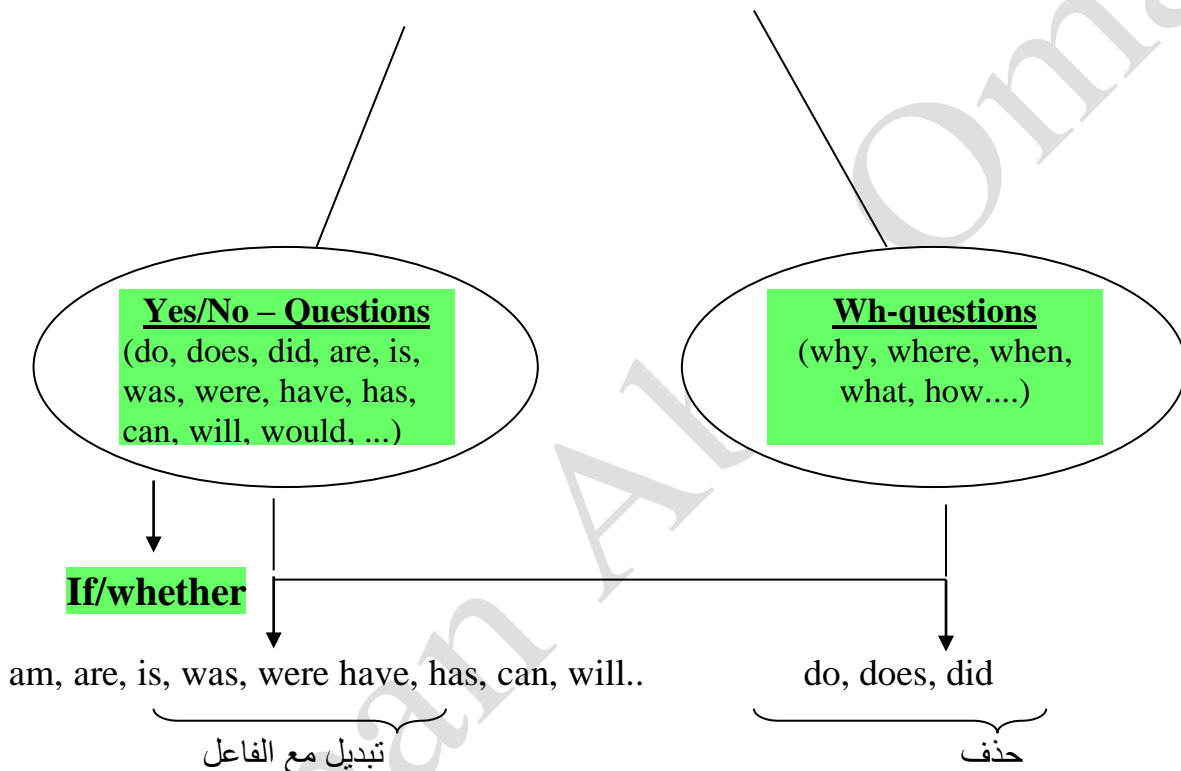 Yes/No – Questions
(do, does, did, are, is,
was, were, have, has,
can, will, would, ...)
Wh-questions
(why, where, when,
what, how....)
If/whether
am, are, is, was, were have, has, can, will..
do, does, did
تبديل مع الفاعل
حذف